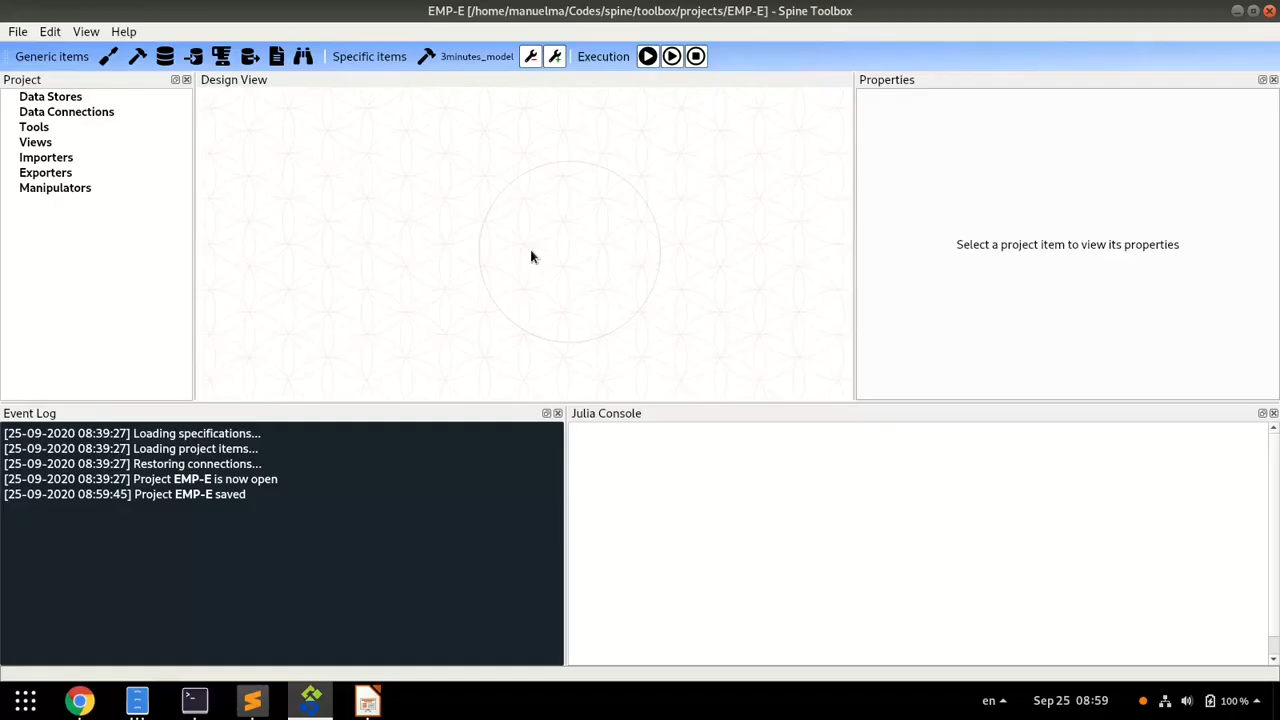 EMP-E [/home/manuelma/Codes/spine/toolbox/projects/EMP-E] - Spine Toolbox
File Edit View Help
Generic items Specific items 3minutes_model Execution
Project
Data Stores
Data Connections
Tools
Views
Importers
Exporters
Manipulators
Design View
Properties
Select a project item to view its properties
Event Log
[25-09-2020 08:39:27] Loading specifications...
[25-09-2020 08:39:27] Loading project items...
[25-09-2020 08:39:27] Restoring connections...
[25-09-2020 08:39:27] Project EMP-E is now open
[25-09-2020 08:59:45] Project EMP-E saved
Julia Console
en Sep 25 08:59 100 %